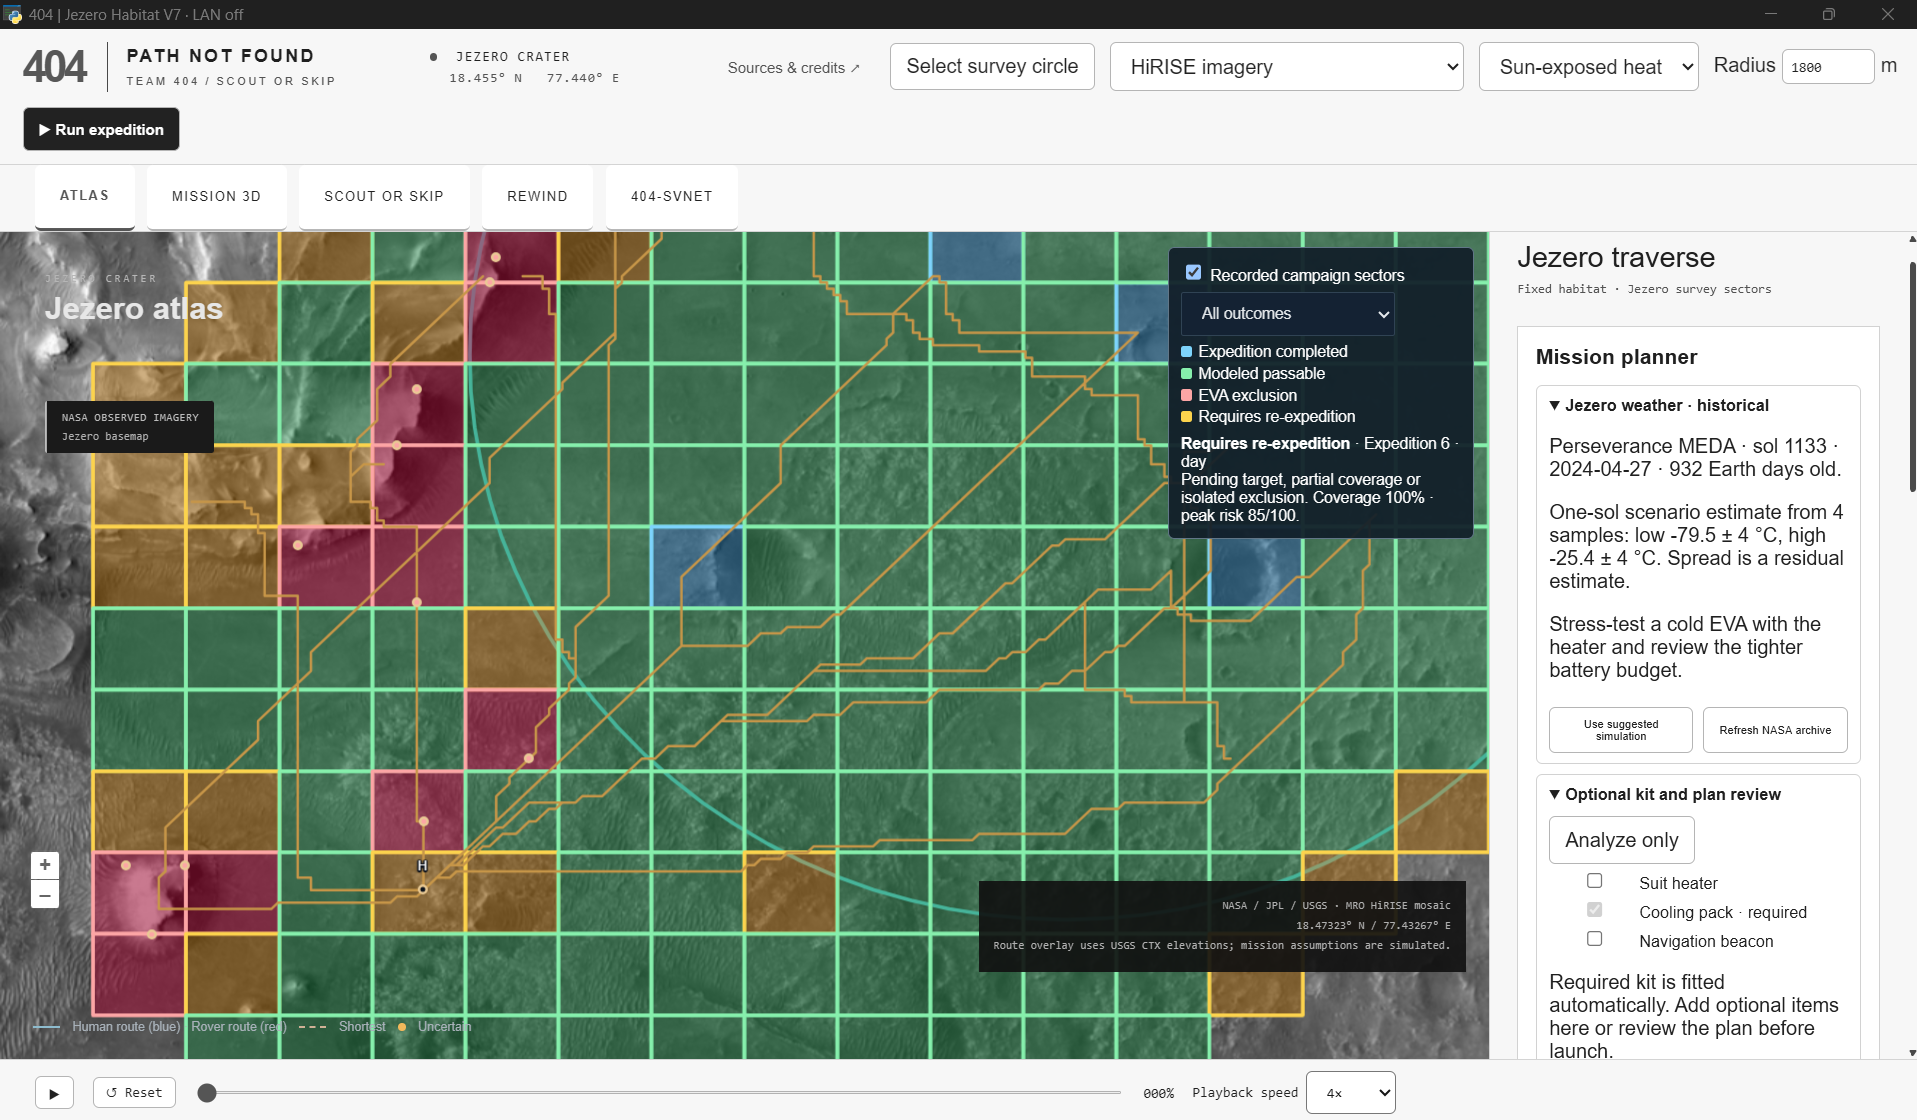 404 | Jezero Habitat V7 · LAN off
404
PATH NOT FOUND
TEAM 404 / SCOUT OR SKIP
JEZERO CRATER
18.455° N 77.440° E
Sources & credits ↗
Select survey circle
HiRISE imagery
Sun-exposed heat
Radius 1800 m
▶ Run expedition
ATLAS
MISSION 3D
SCOUT OR SKIP
REWIND
404-SVNET
JEZERO CRATER
Jezero atlas
NASA OBSERVED IMAGERY
Jezero basemap
Recorded campaign sectors
All outcomes
Expedition completed
Modeled passable
EVA exclusion
Requires re-expedition
Requires re-expedition · Expedition 6 ·
day
Pending target, partial coverage or
isolated exclusion. Coverage 100% ·
peak risk 85/100.
H
+
−
NASA / JPL / USGS · MRO HiRISE mosaic
18.47323° N / 77.43267° E
Route overlay uses USGS CTX elevations; mission assumptions are simulated.
Human route (blue) Rover route (red) Shortest Uncertain
Jezero traverse
Fixed habitat · Jezero survey sectors
Mission planner
▼ Jezero weather · historical
Perseverance MEDA · sol 1133 ·
2024-04-27 · 932 Earth days old.
One-sol scenario estimate from 4
samples: low -79.5 ± 4 °C, high
-25.4 ± 4 °C. Spread is a residual
estimate.
Stress-test a cold EVA with the
heater and review the tighter
battery budget.
Use suggested
simulation
Refresh NASA archive
▼ Optional kit and plan review
Analyze only
Suit heater
Cooling pack · required
Navigation beacon
Required kit is fitted
automatically. Add optional items
here or review the plan before
launch.
▶
↺ Reset
000%
Playback speed
4×